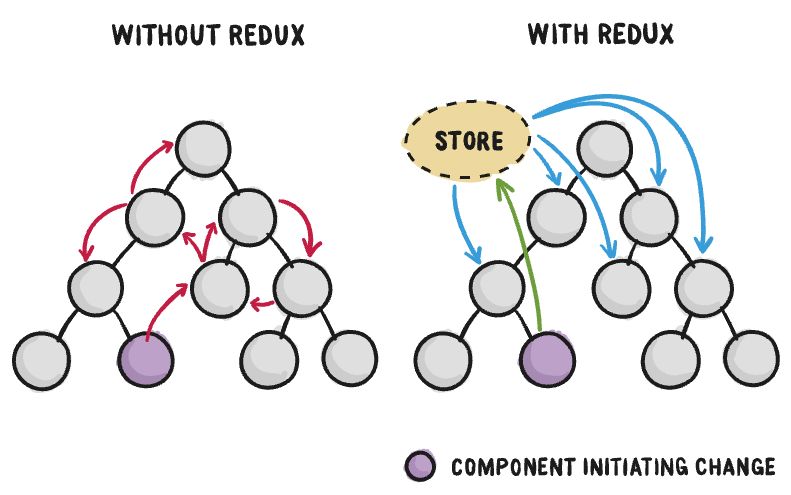 WITHOUT REDUX
WITH REDUX
STORE
COMPONENT INITIATING CHANGE